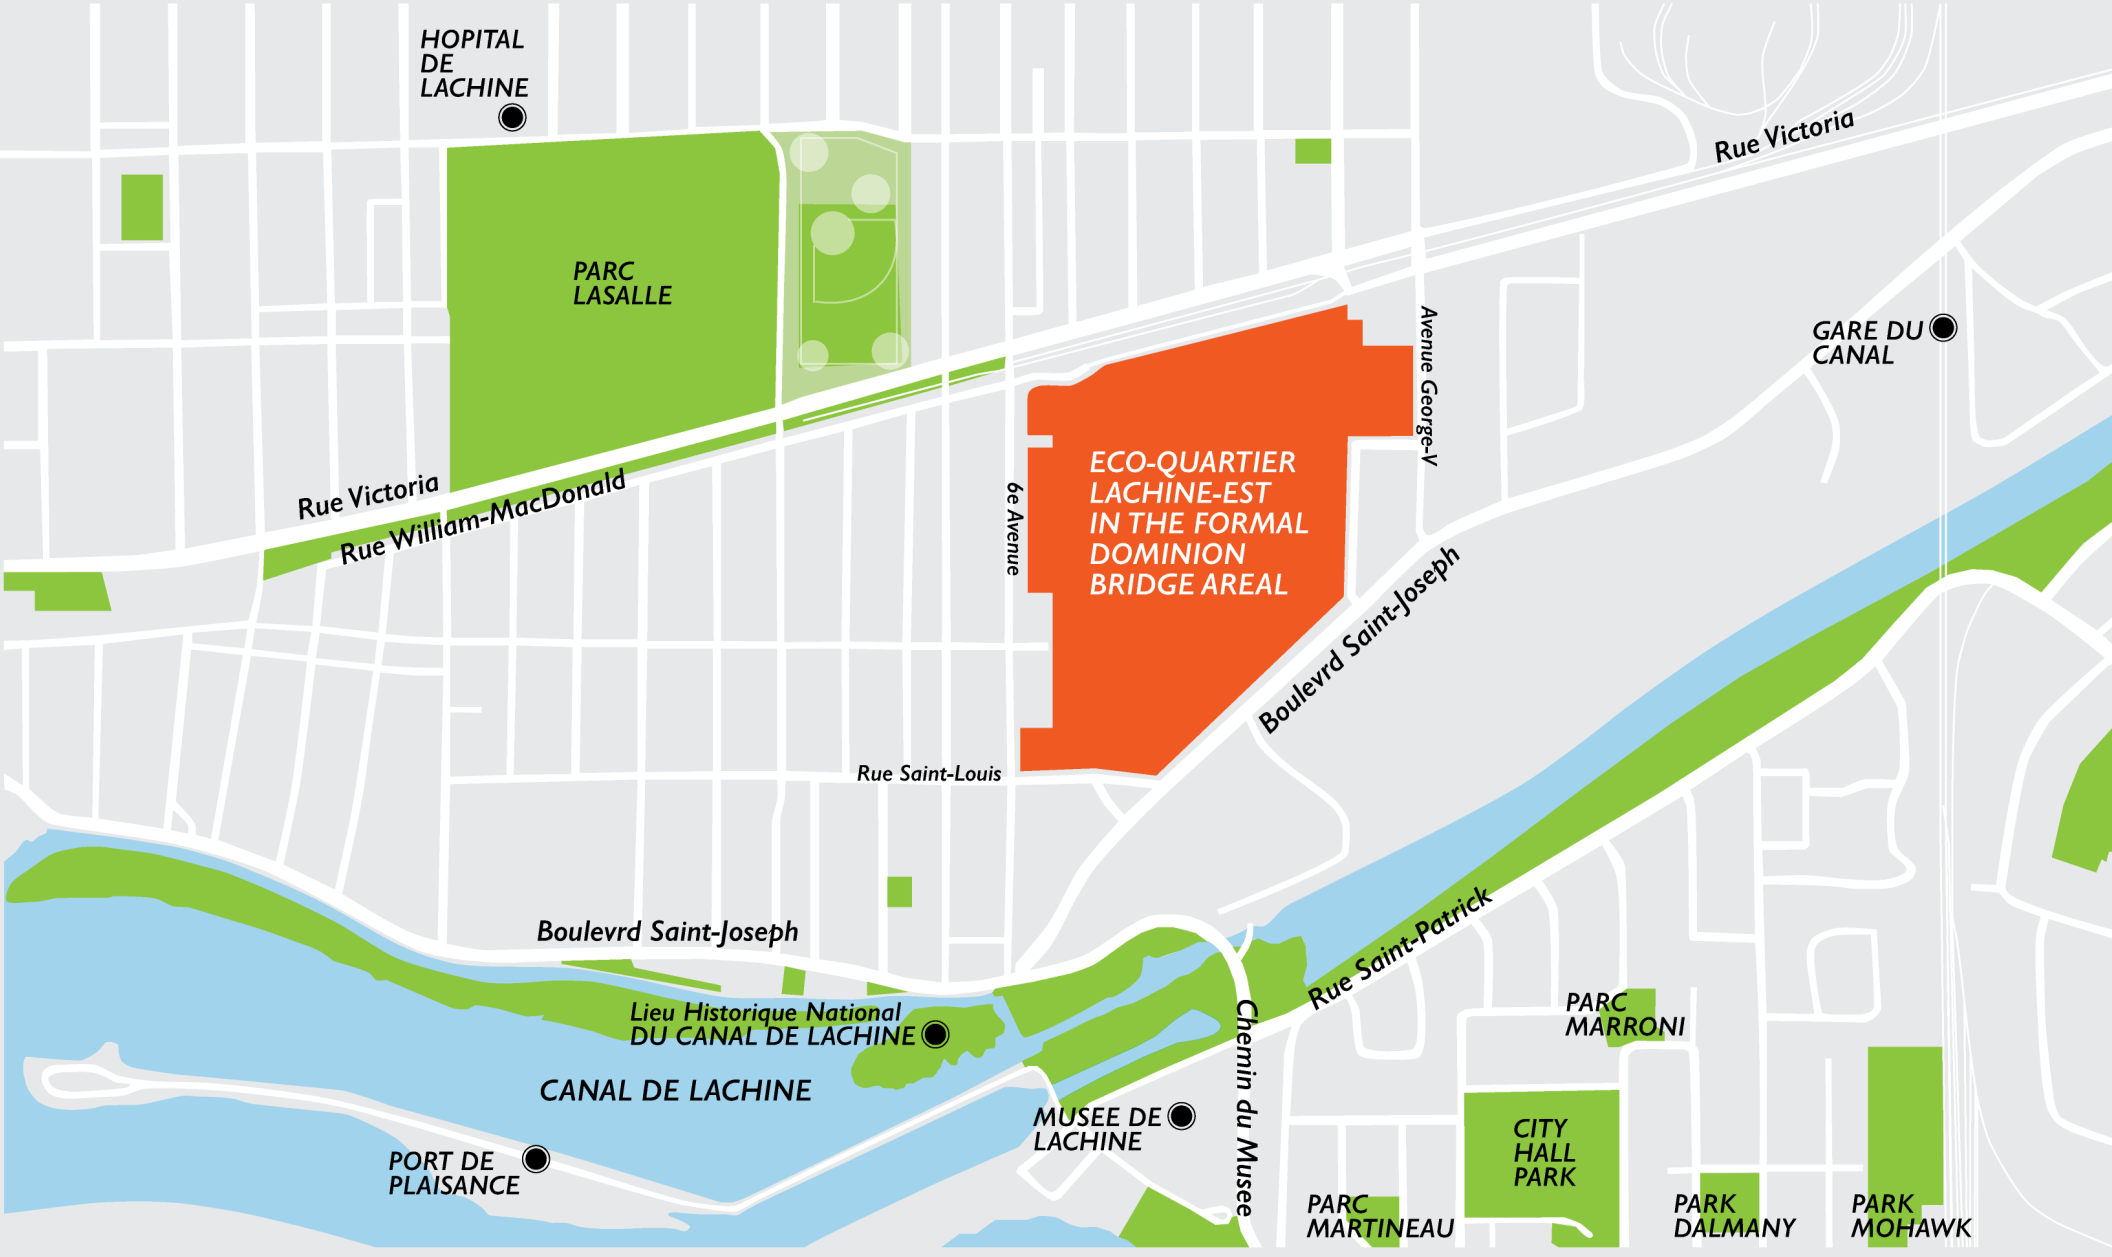 HOPITAL
DE
LACHINE
Rue Victoria
PARC
LASALLE
GARE DU
CANAL
Avenue George-V
Rue Victoria
Rue William-MacDonald
6e Avenue
ECO-QUARTIER
LACHINE-EST
IN THE FORMAL
DOMINION
BRIDGE AREAL
Boulevrd Saint-Joseph
Rue Saint-Louis
Boulevrd Saint-Joseph
Rue Saint-Patrick
Lieu Historique National
DU CANAL DE LACHINE
CANAL DE LACHINE
Chemin du Musee
PARC
MARRONI
MUSEE DE
LACHINE
CITY
HALL
PARK
PORT DE
PLAISANCE
PARC
MARTINEAU
PARK
DALMANY
PARK
MOHAWK